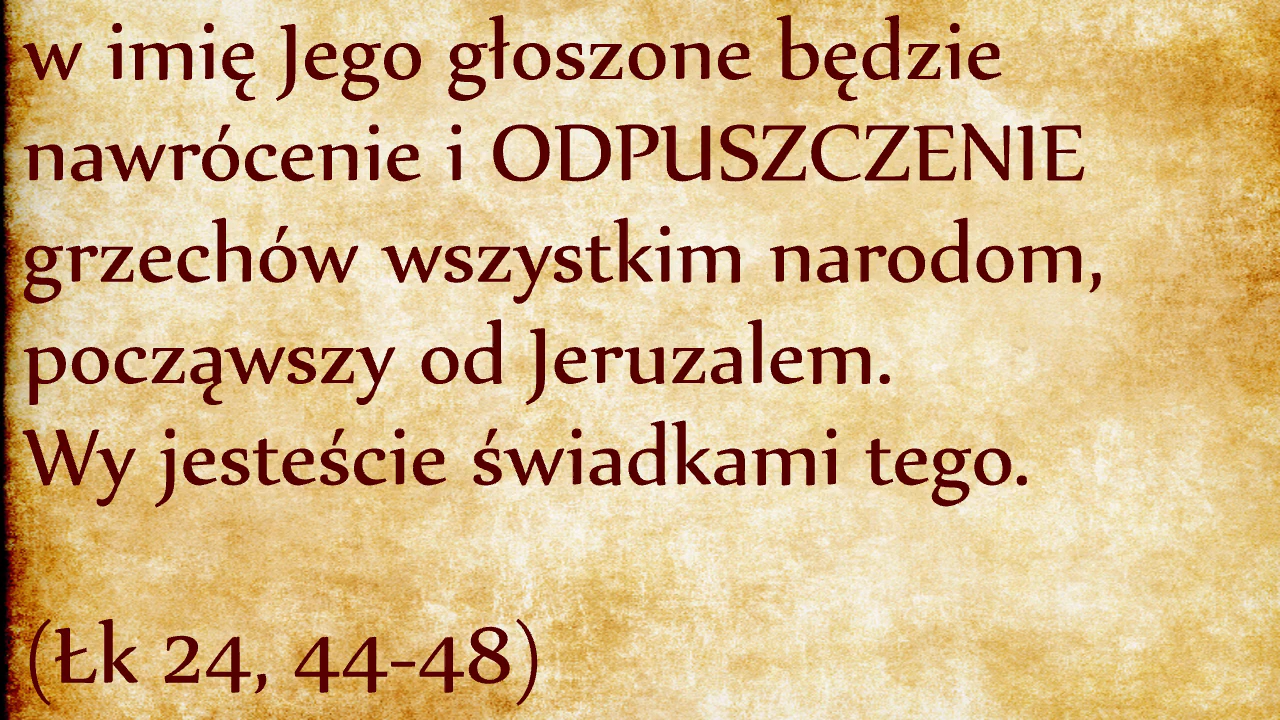 w imię Jego głoszone będzie
nawrócenie i ODPUSZCZENIE
grzechów wszystkim narodom,
począwszy od Jeruzalem.
Wy jesteście świadkami tego.
(Łk 24, 44-48)